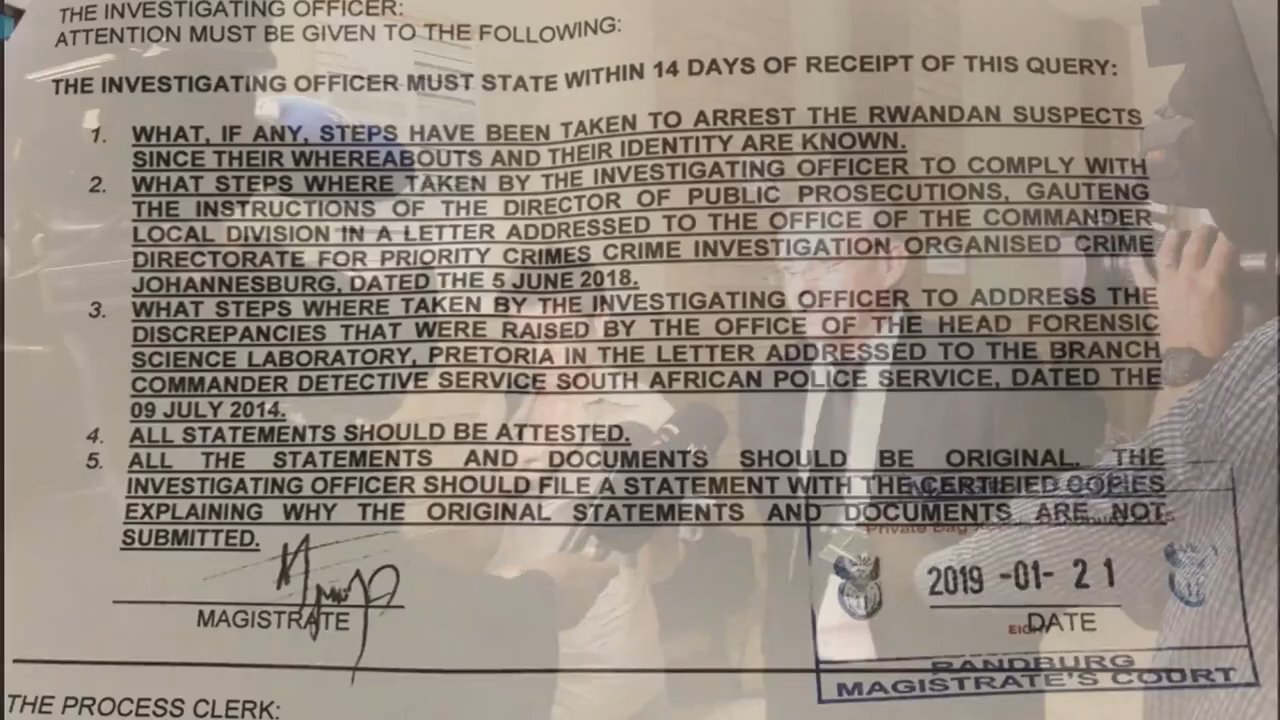 THE INVESTIGATING OFFICER:
ATTENTION MUST BE GIVEN TO THE FOLLOWING:
THE INVESTIGATING OFFICER MUST STATE WITHIN 14 DAYS OF RECEIPT OF THIS QUERY:
1. WHAT, IF ANY, STEPS HAVE BEEN TAKEN TO ARREST THE RWANDAN SUSPECTS
SINCE THEIR WHEREABOUTS AND THEIR IDENTITY ARE KNOWN.
2. WHAT STEPS WHERE TAKEN BY THE INVESTIGATING OFFICER TO COMPLY WITH
THE INSTRUCTIONS OF THE DIRECTOR OF PUBLIC PROSECUTIONS, GAUTENG
LOCAL DIVISION IN A LETTER ADDRESSED TO THE OFFICE OF THE COMMANDER
DIRECTORATE FOR PRIORITY CRIMES CRIME INVESTIGATION ORGANISED CRIME
JOHANNESBURG, DATED THE 5 JUNE 2018.
3. WHAT STEPS WHERE TAKEN BY THE INVESTIGATING OFFICER TO ADDRESS THE
DISCREPANCIES THAT WERE RAISED BY THE OFFICE OF THE HEAD FORENSIC
SCIENCE LABORATORY, PRETORIA IN THE LETTER ADDRESSED TO THE BRANCH
COMMANDER DETECTIVE SERVICE SOUTH AFRICAN POLICE SERVICE, DATED THE
09 JULY 2014.
4. ALL STATEMENTS SHOULD BE ATTESTED.
5. ALL THE STATEMENTS AND DOCUMENTS SHOULD BE ORIGINAL. THE
INVESTIGATING OFFICER SHOULD FILE A STATEMENT WITH THE CERTIFIED COPIES
EXPLAINING WHY THE ORIGINAL STATEMENTS AND DOCUMENTS ARE NOT
SUBMITTED.
Private Bag
2019 -01- 21
MAGISTRATE
DATE
RANDBURG
MAGISTRATE'S COURT
THE PROCESS CLERK: